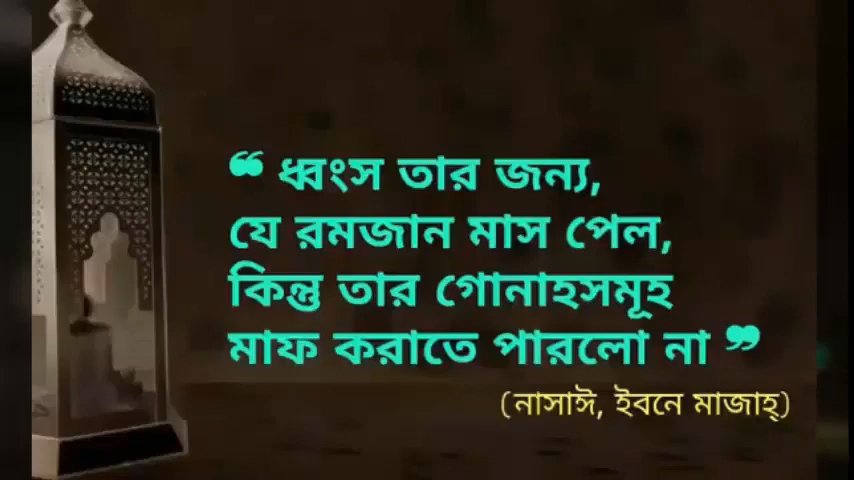 ❝ ধ্বংস তার জন্য,
যে রমজান মাস পেল,
কিন্তু তার গোনাহসমূহ
মাফ করাতে পারলো না ❞
(নাসাঈ, ইবনে মাজাহ্)